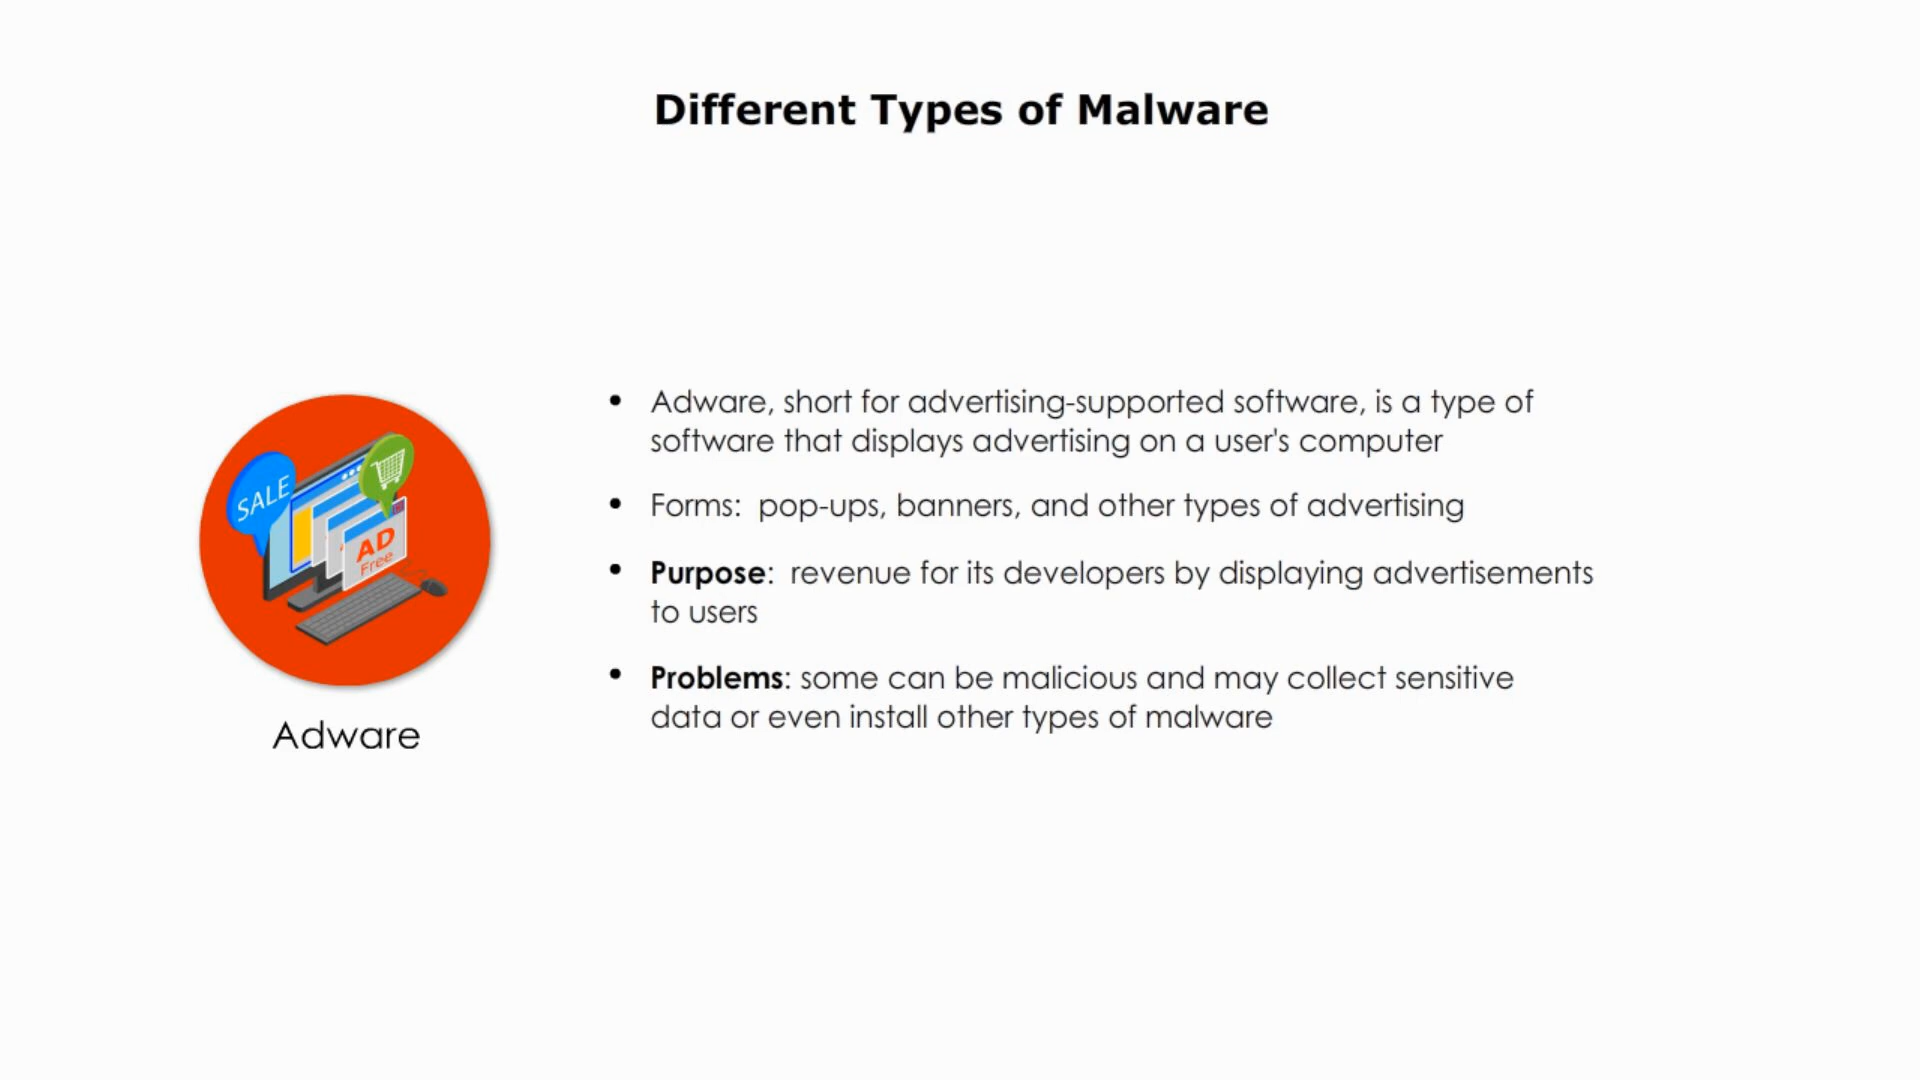 Different Types of Malware
• Adware, short for advertising-supported software, is a type of
software that displays advertising on a user's computer
• Forms:  pop-ups, banners, and other types of advertising
• Purpose:  revenue for its developers by displaying advertisements
to users
• Problems: some can be malicious and may collect sensitive
data or even install other types of malware
SALE
AD
Free
Adware